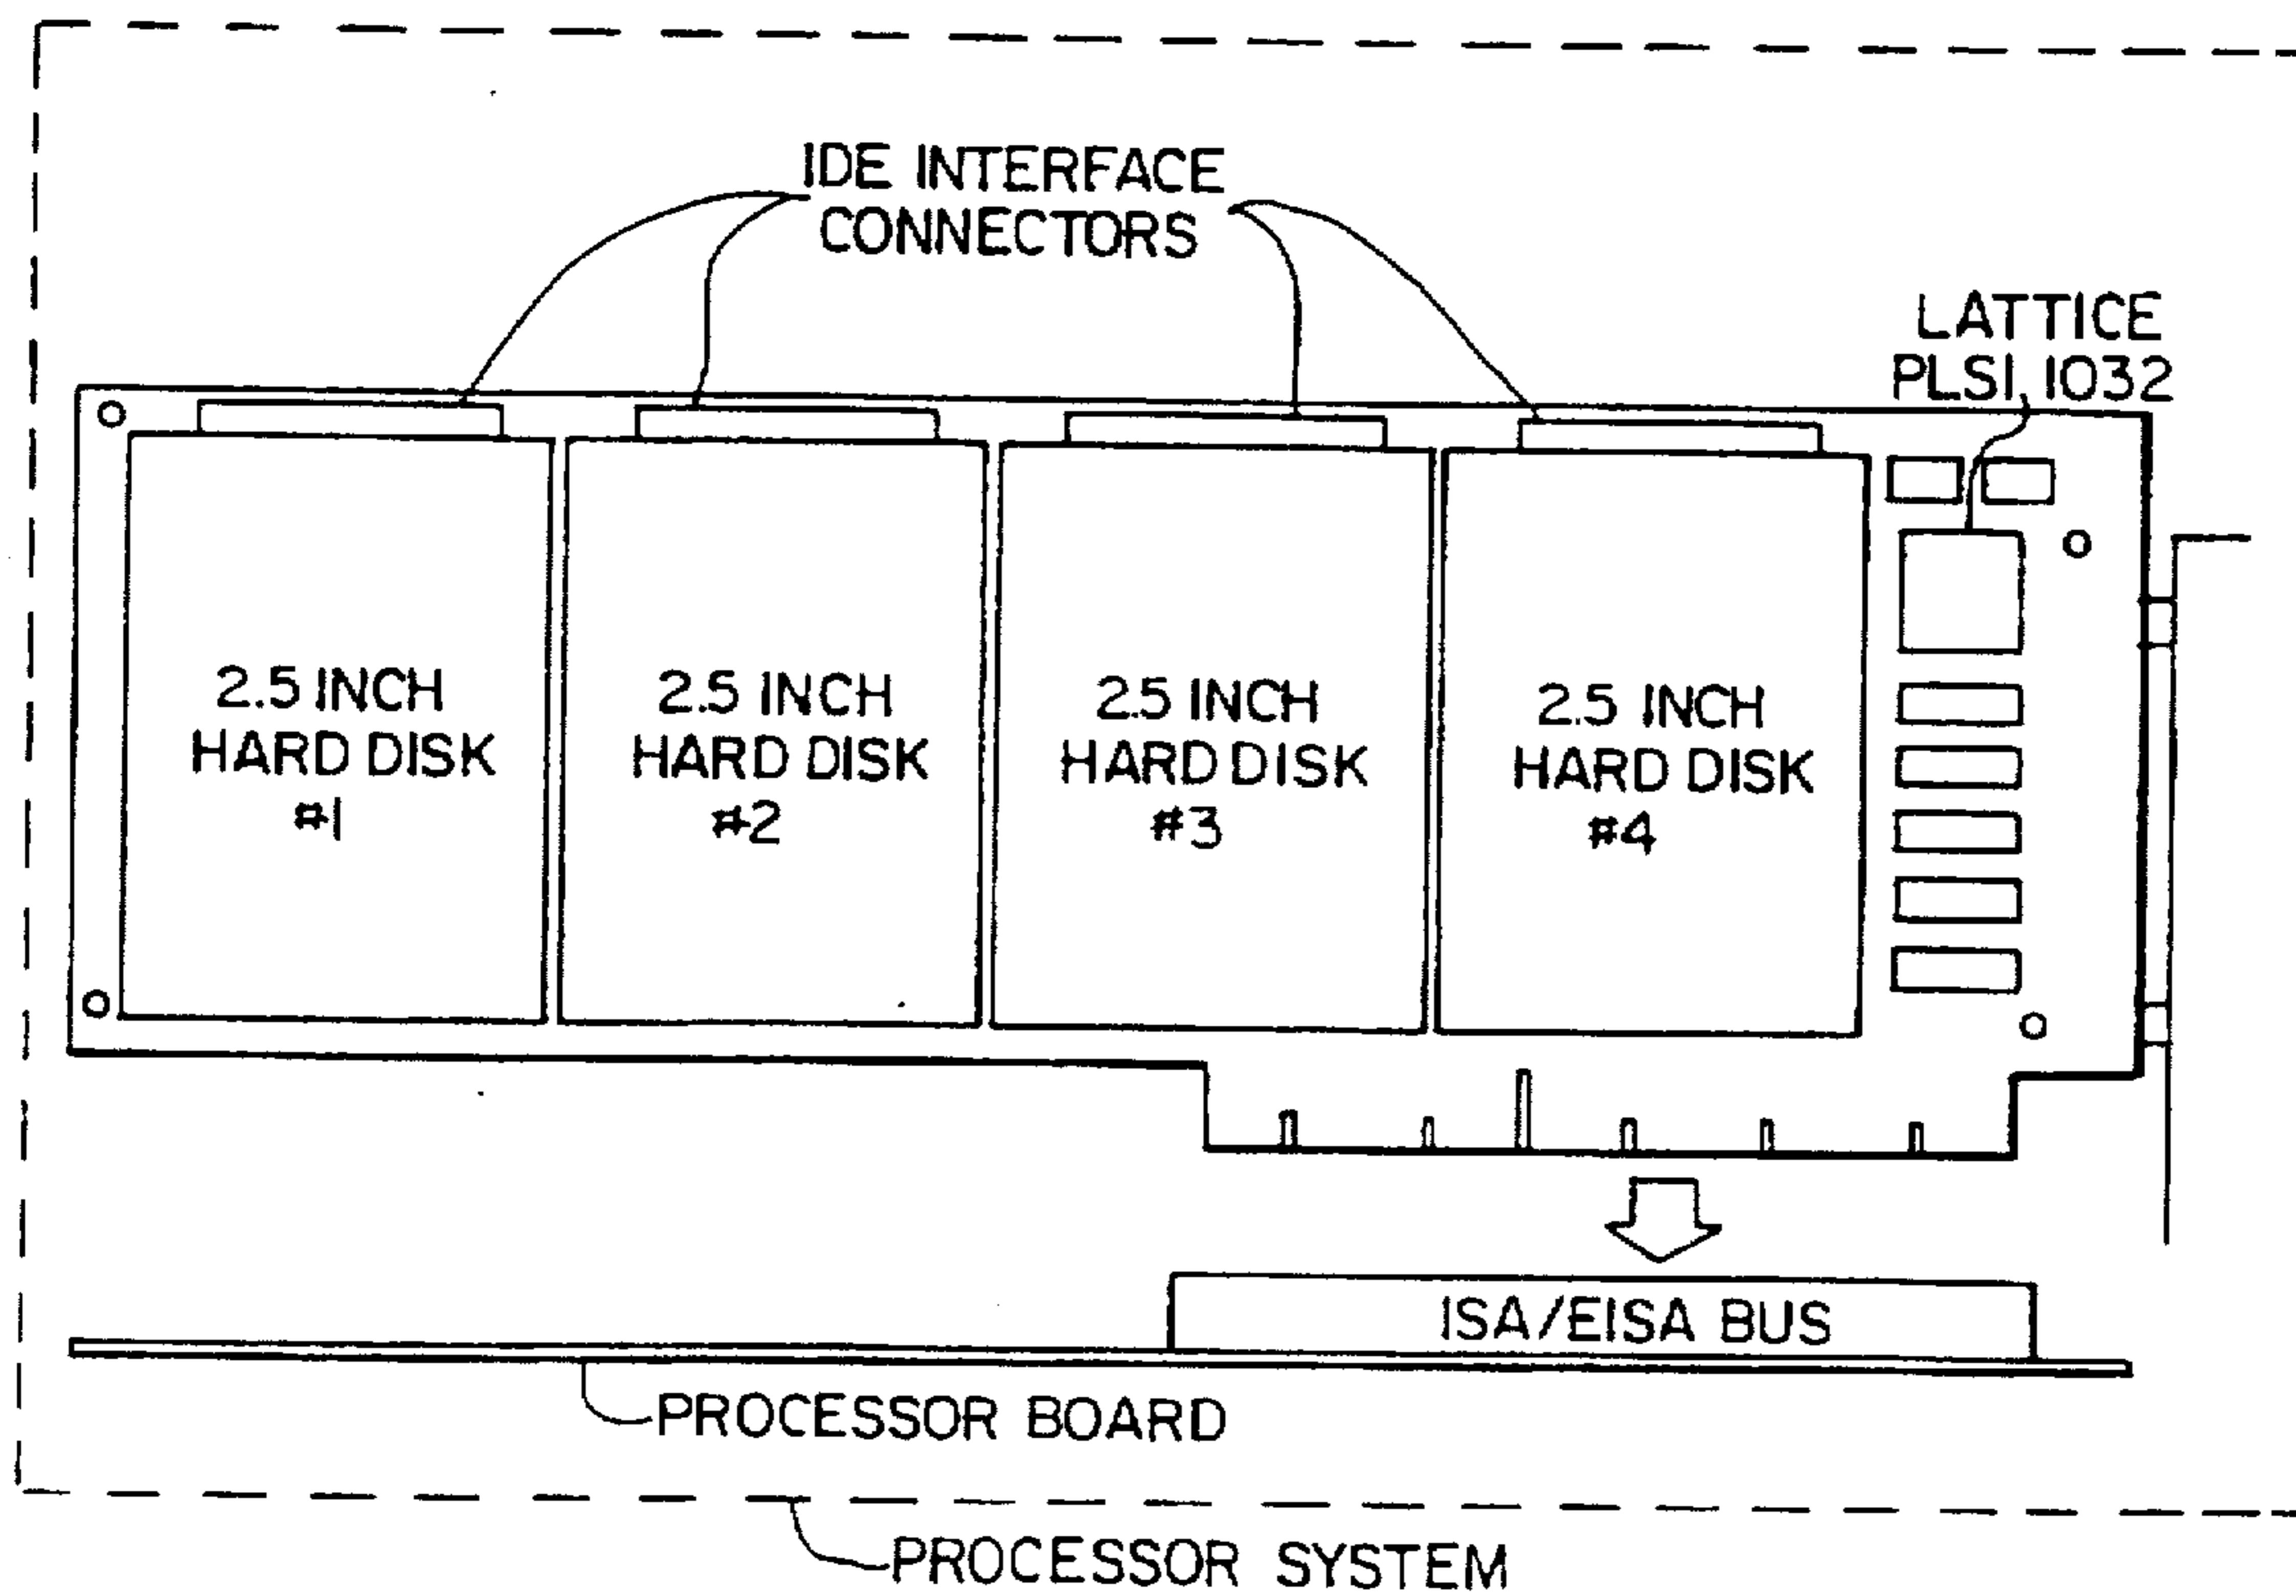 IDE INTERFACE
CONNECTORS
LATTICE
PLSI 1032
2.5 INCH
HARD DISK
#1
2.5 INCH
HARD DISK
#2
2.5 INCH
HARD DISK
#3
2.5 INCH
HARD DISK
#4
ISA/EISA BUS
PROCESSOR BOARD
PROCESSOR SYSTEM